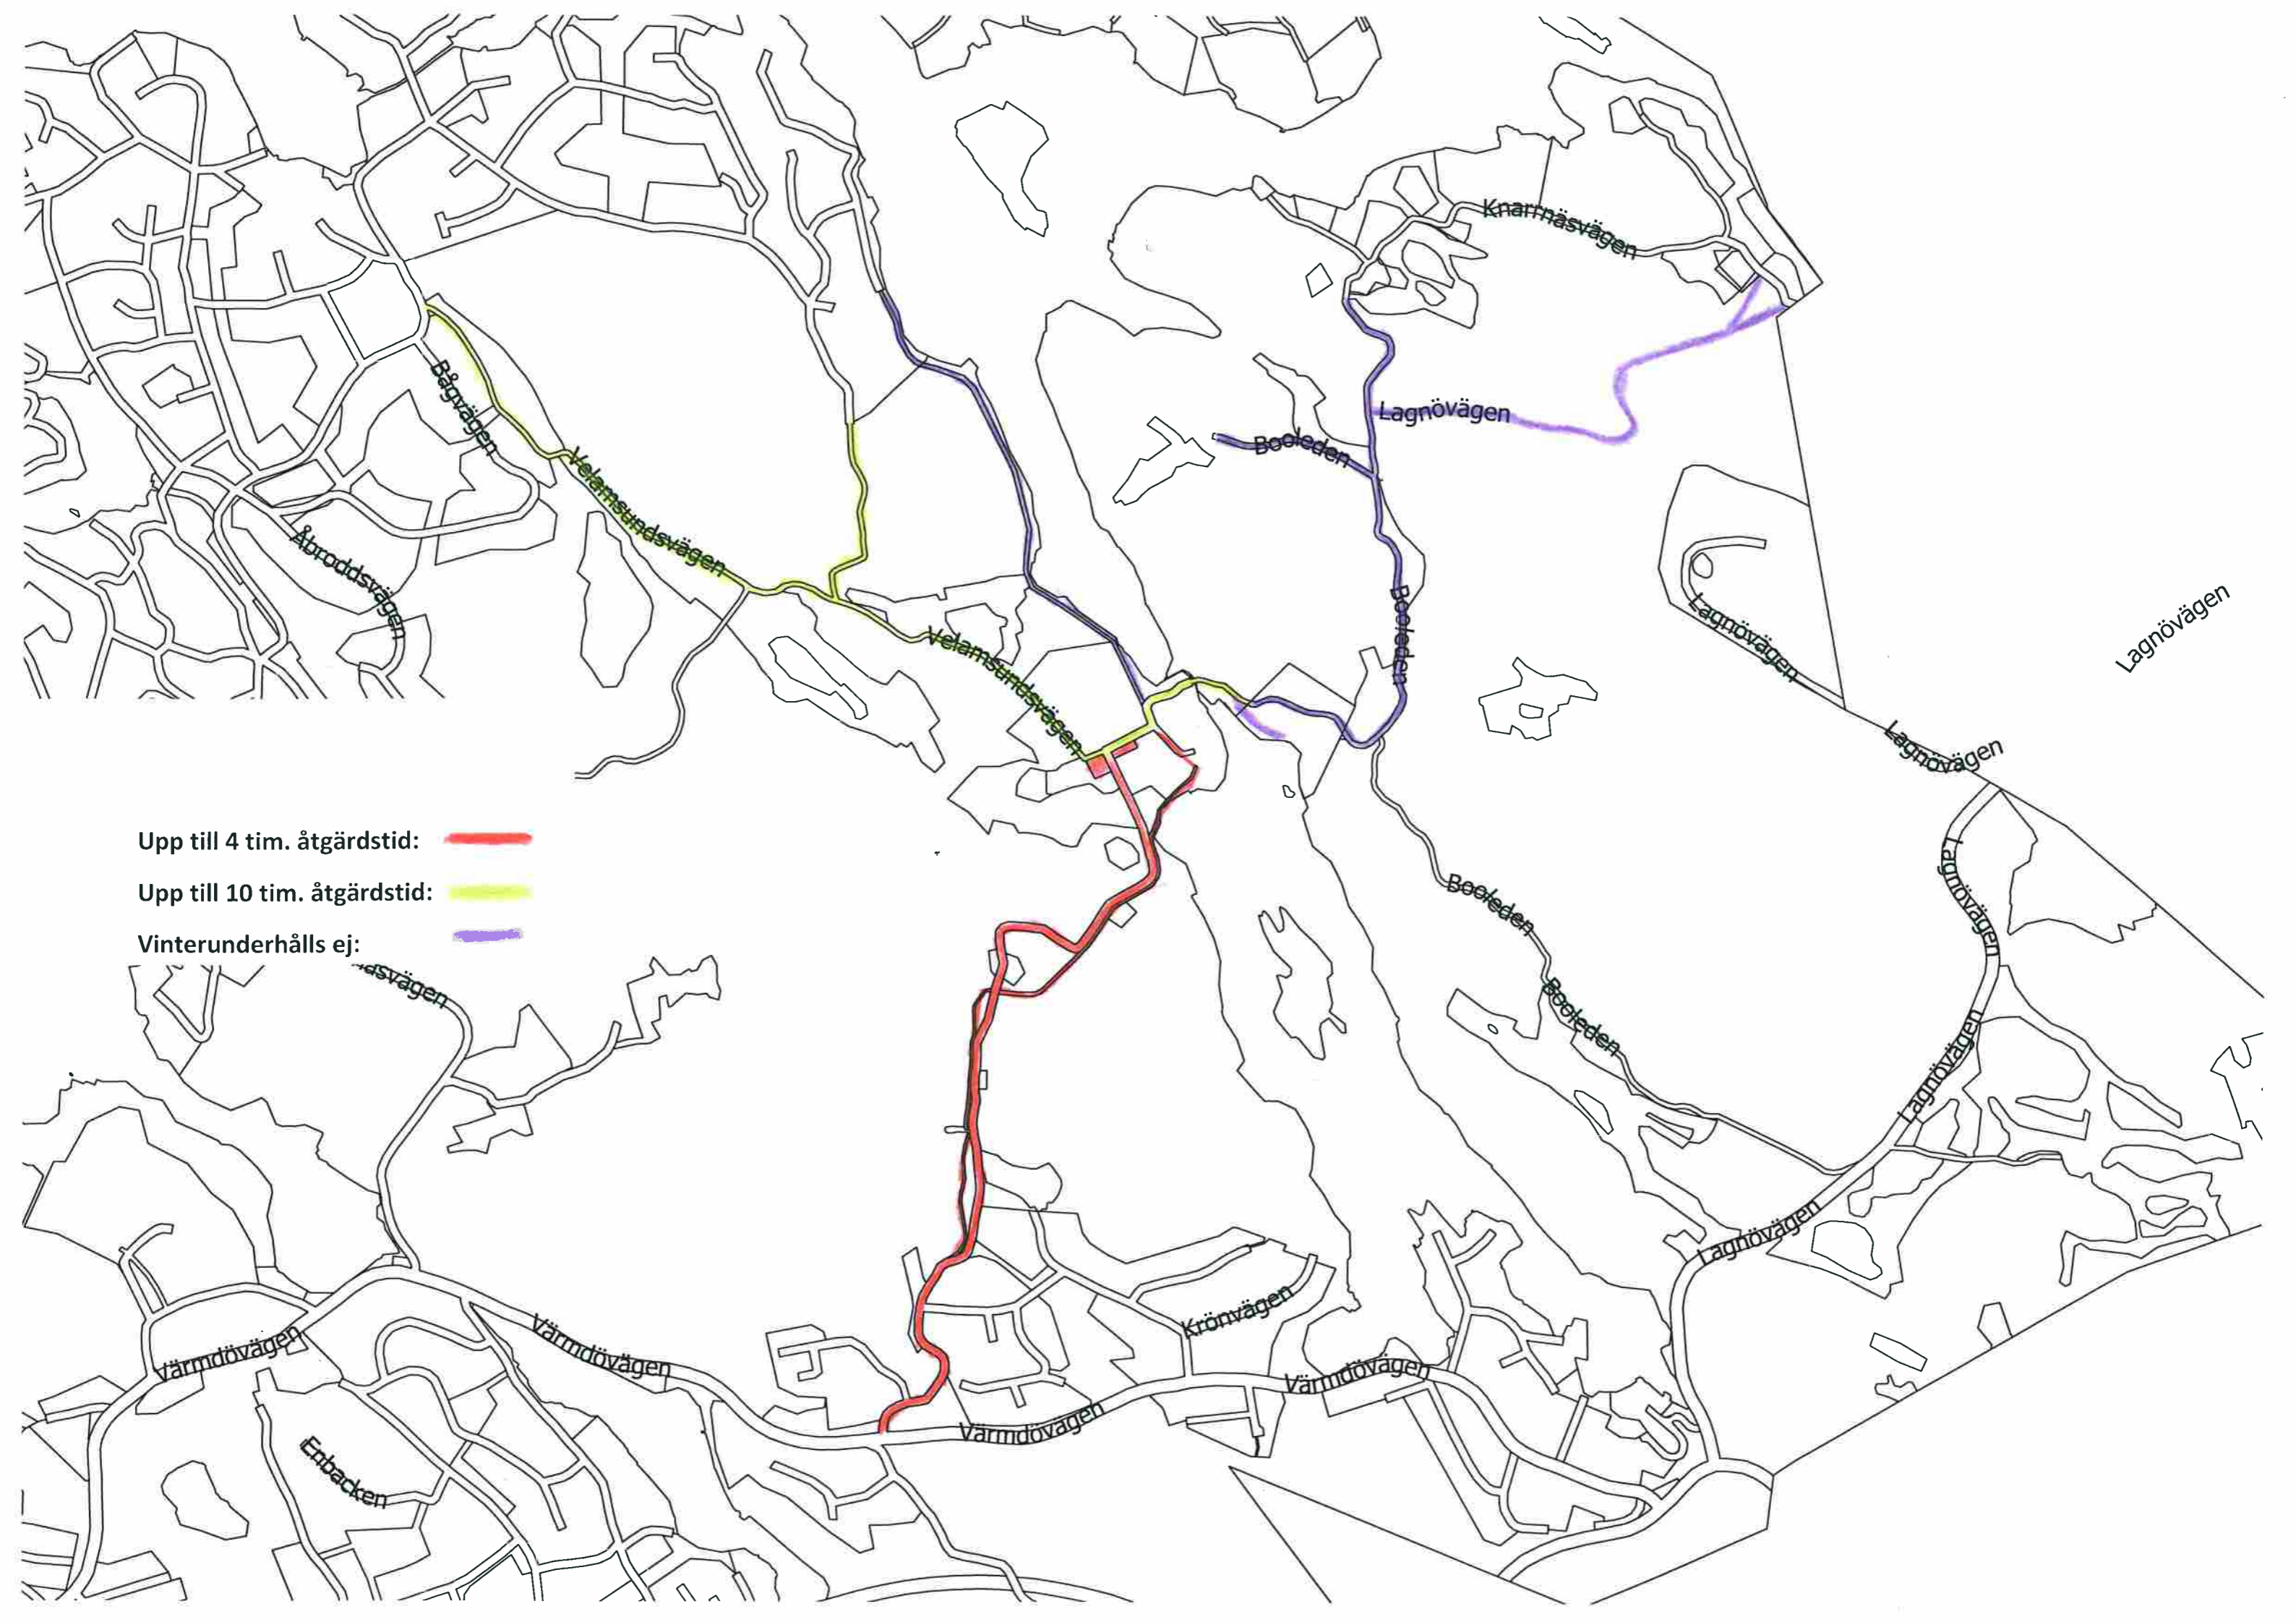 Knarrnäsvägen
Bågvägen
Lagnövägen
Booleden
Velamsundsvägen
Åbroddsvägen
Booleden
Lagnövägen
Lagnövägen
Velamsundsvägen
Lagnövägen
Upp till 4 tim. åtgärdstid:
Upp till 10 tim. åtgärdstid:
Vinterunderhålls ej:
Booleden
Lagnövägen
Booleden
Lagnövägen
Lagnövägen
Krönvägen
Värmdövägen
Värmdövägen
Värmdövägen
Värmdövägen
Enbacken